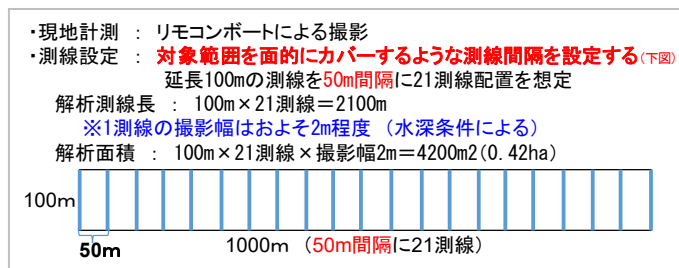 ・現地計測 : リモコンボートによる撮影
・測線設定 : 対象範囲を面的にカバーするような測線間隔を設定する(下図)
延長100mの測線を50m間隔に21測線配置を想定
解析測線長 : 100m×21測線=2100m
※1測線の撮影幅はおよそ2m程度 (水深条件による)
解析面積 : 100m×21測線×撮影幅2m=4200m2(0.42ha)
100m
50m
1000m (50m間隔に21測線)